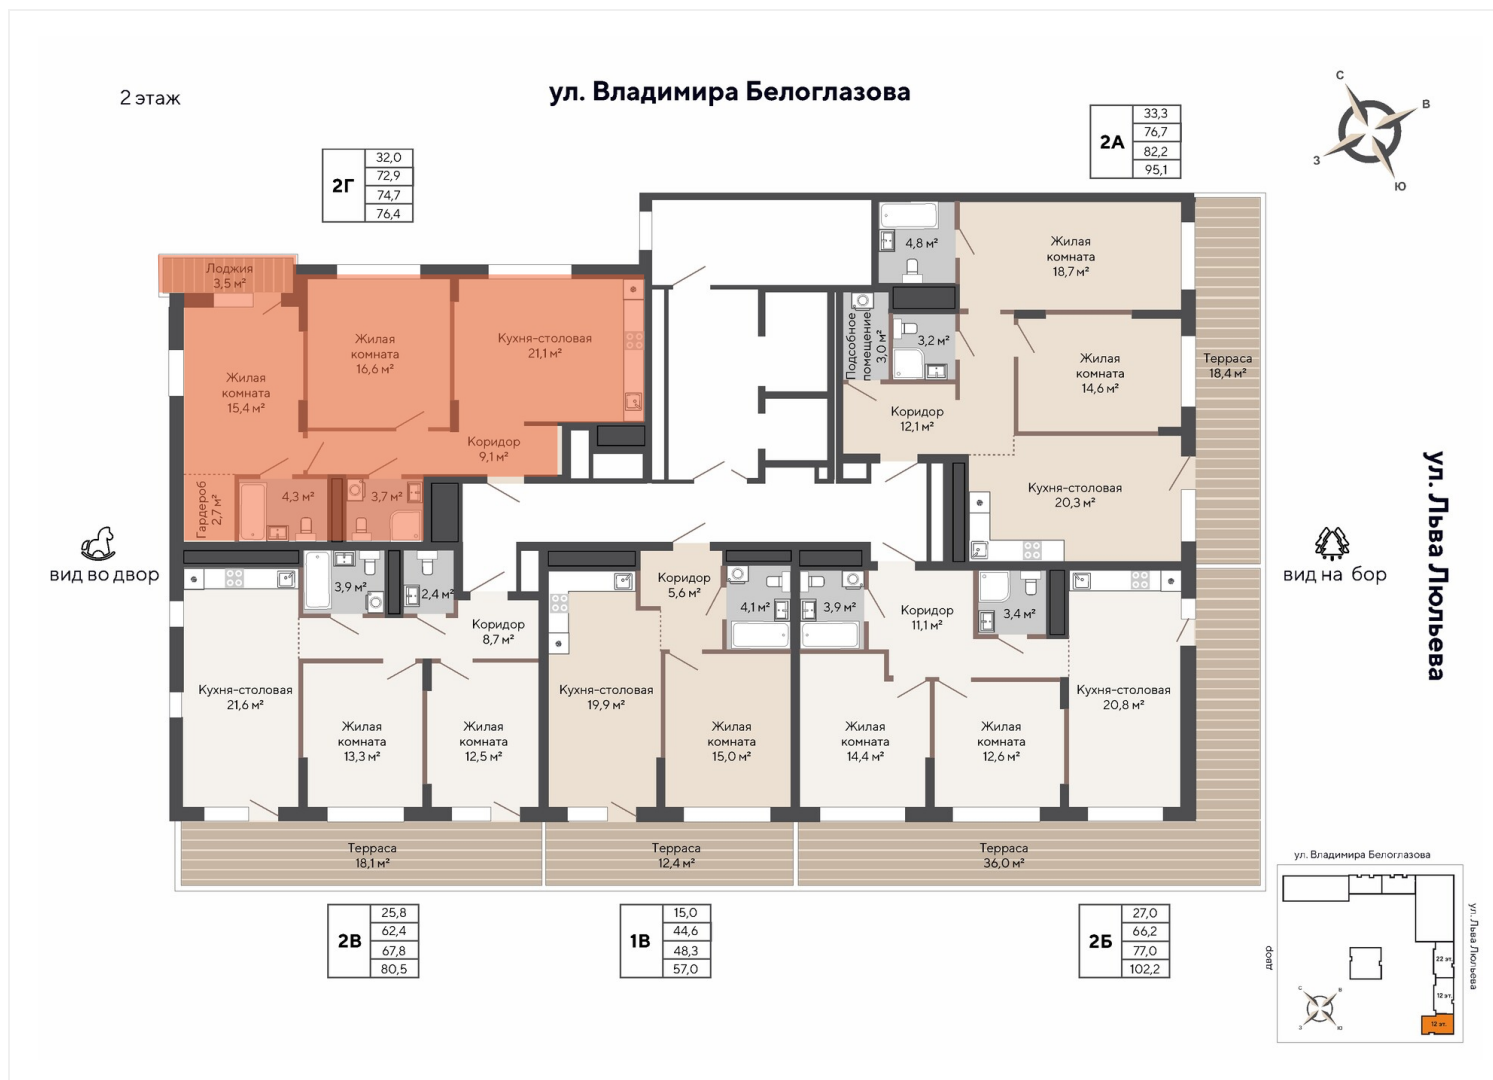 ул. Владимира Белоглазова
2 этаж
С
В
З
Ю
2Г
32,0
72,9
74,7
76,4
2А
33,3
76,7
82,2
95,1
Лоджия
3,5 м²
Жилая
комната
15,4 м²
Жилая
комната
16,6 м²
Кухня-столовая
21,1 м²
Коридор
9,1 м²
Гардероб
2,7 м²
4,3 м²
3,7 м²
4,8 м²
Жилая
комната
18,7 м²
Подсобное
помещение
3,0 м²
3,2 м²
Жилая
комната
14,6 м²
Коридор
12,1 м²
Кухня-столовая
20,3 м²
Терраса
18,4 м²
ул. Льва Люльева
вид во двор
вид на бор
3,9 м²
2,4 м²
Коридор
8,7 м²
Кухня-столовая
21,6 м²
Жилая
комната
13,3 м²
Жилая
комната
12,5 м²
Коридор
5,6 м²
4,1 м²
Кухня-столовая
19,9 м²
Жилая
комната
15,0 м²
3,9 м²
Коридор
11,1 м²
3,4 м²
Кухня-столовая
20,8 м²
Жилая
комната
14,4 м²
Жилая
комната
12,6 м²
Терраса
18,1 м²
Терраса
12,4 м²
Терраса
36,0 м²
2В
25,8
62,4
67,8
80,5
1В
15,0
44,6
48,3
57,0
2Б
27,0
66,2
77,0
102,2
ул. Владимира Белоглазова
ул. Льва Люльева
двор
22 эт.
12 эт.
12 эт.
С
В
З
Ю